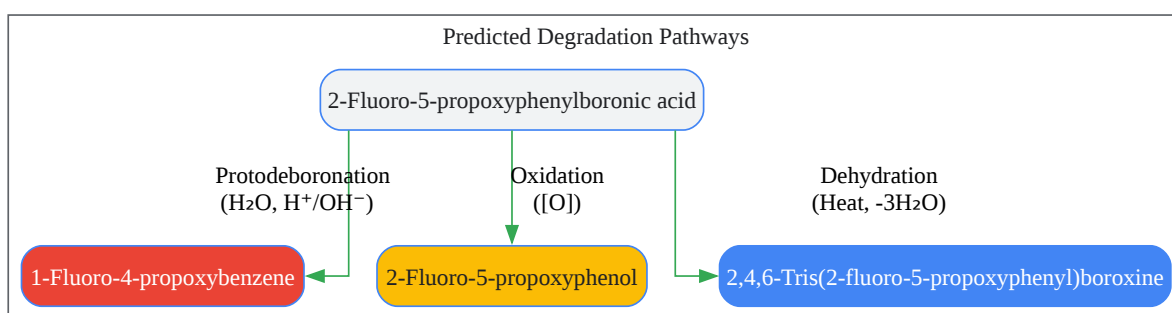 Predicted Degradation Pathways
2-Fluoro-5-propoxyphenylboronic acid
Protodeboronation
(H₂O, H⁺/OH⁻)
Oxidation
([O])
Dehydration
(Heat, -3H₂O)
1-Fluoro-4-propoxybenzene
2-Fluoro-5-propoxyphenol
2,4,6-Tris(2-fluoro-5-propoxyphenyl)boroxine